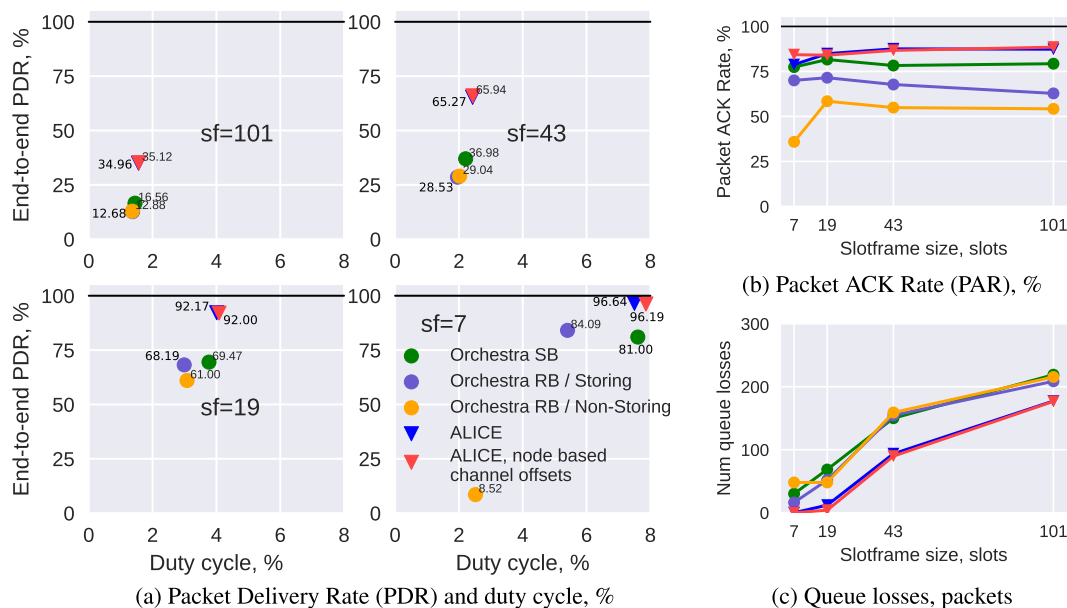 100
75
50
25
0
End-to-end PDR, %
34.96
35.12
16.56
12.88
12.68
sf=101
0 2 4 6 8
100
75
50
25
0
65.94
65.27
36.98
29.04
28.53
sf=43
0 2 4 6 8
100
75
50
25
0
End-to-end PDR, %
92.17
92.00
68.19
69.47
61.00
sf=19
0 2 4 6 8
Duty cycle, %
100
75
50
25
0
96.64
96.19
84.09
81.00
sf=7
Orchestra SB
Orchestra RB / Storing
Orchestra RB / Non-Storing
ALICE
ALICE, node based
channel offsets
8.52
0 2 4 6 8
Duty cycle, %
(a) Packet Delivery Rate (PDR) and duty cycle, %
100
75
50
25
0
Packet ACK Rate, %
7 19 43 101
Slotframe size, slots
(b) Packet ACK Rate (PAR), %
300
200
100
0
Num queue losses
7 19 43 101
Slotframe size, slots
(c) Queue losses, packets